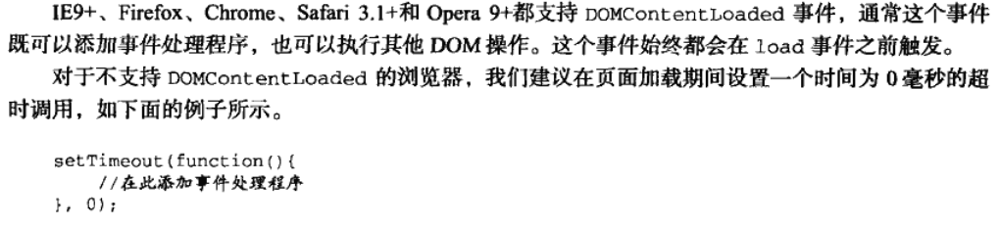 IE9+、Firefox、Chrome、Safari 3.1+和 Opera 9+都支持 DOMContentLoaded 事件，通常这个事件
既可以添加事件处理程序，也可以执行其他 DOM 操作。这个事件始终都会在 load 事件之前触发。
对于不支持 DOMContentLoaded 的浏览器，我们建议在页面加载期间设置一个时间为 0 毫秒的超
时调用，如下面的例子所示。
setTimeout(function(){
//在此添加事件处理程序
}, 0);